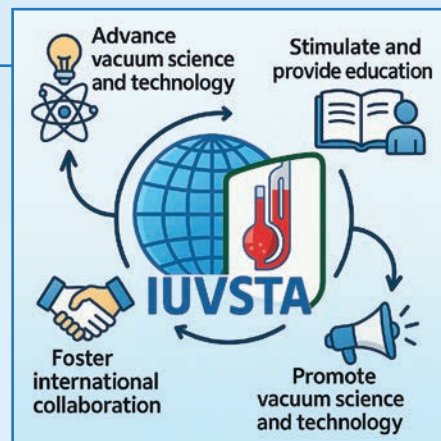 Advance
vacuum science
and technology
Stimulate and
provide education
IUVSTA
Foster
international
collaboration
Promote
vacuum science
and technology